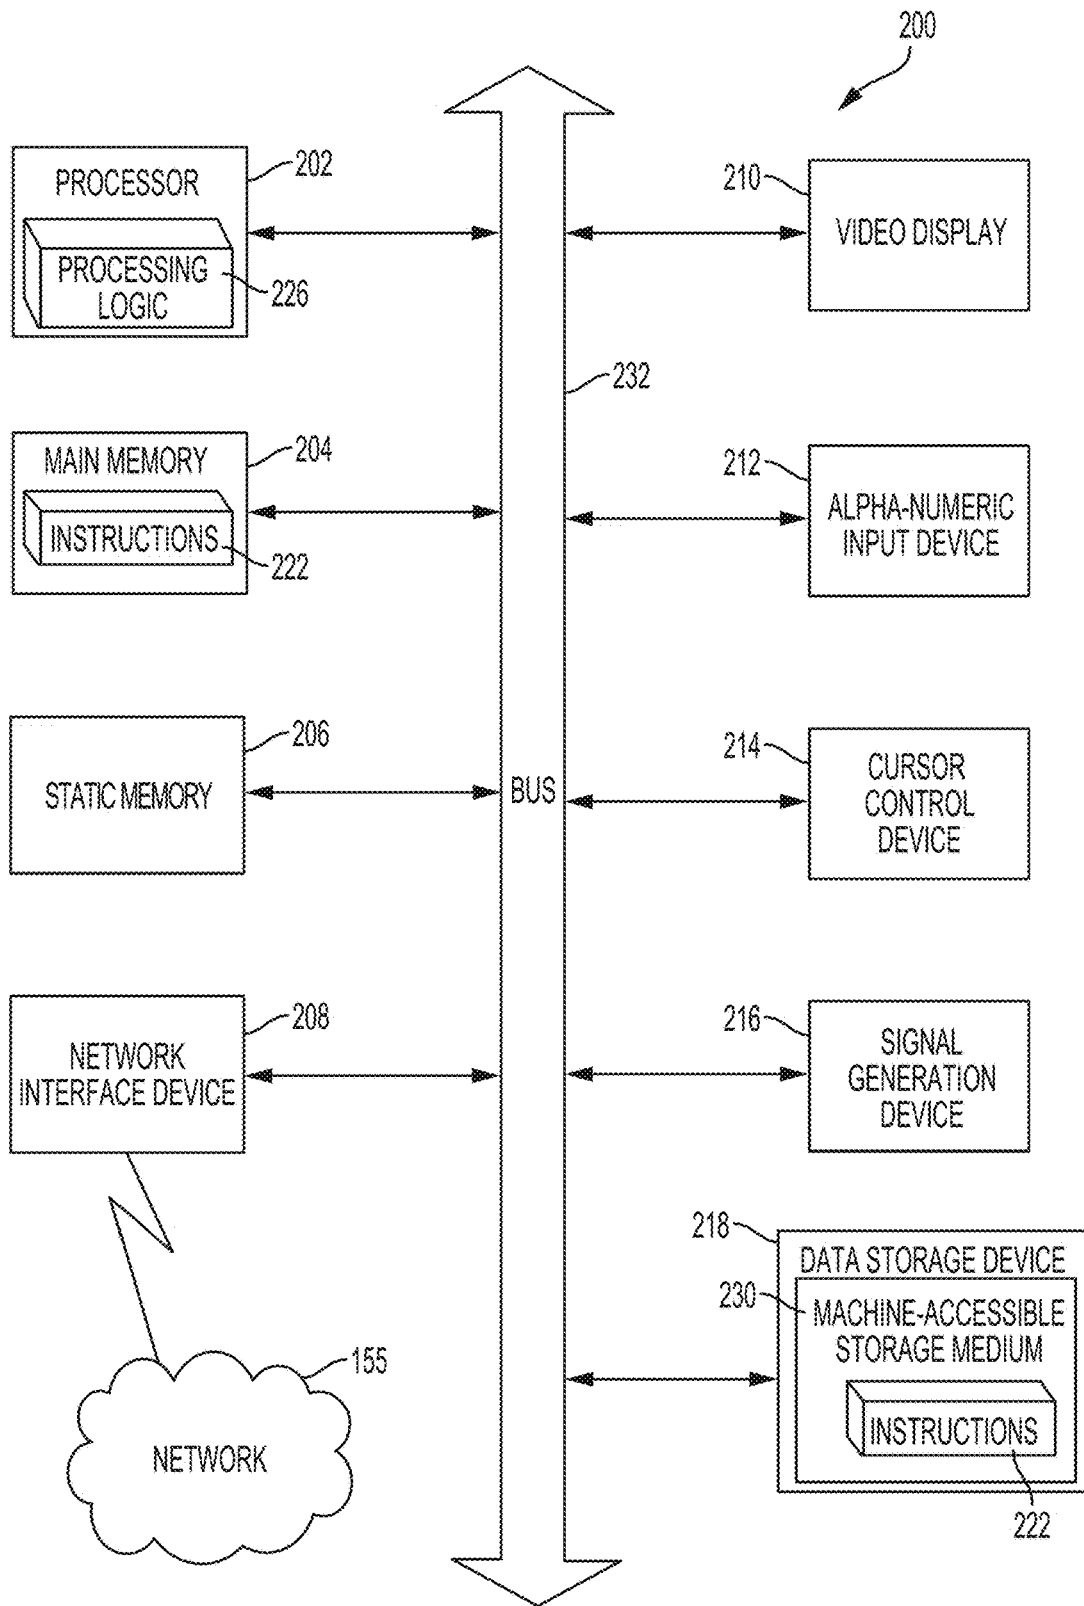 200
PROCESSOR
202
PROCESSING
LOGIC
226
210
VIDEO DISPLAY
232
MAIN MEMORY
204
INSTRUCTIONS
222
212
ALPHA-NUMERIC
INPUT DEVICE
206
STATIC MEMORY
BUS
214
CURSOR
CONTROL
DEVICE
208
NETWORK
INTERFACE DEVICE
216
SIGNAL
GENERATION
DEVICE
218
DATA STORAGE DEVICE
230
MACHINE-ACCESSIBLE
STORAGE MEDIUM
INSTRUCTIONS
222
155
NETWORK